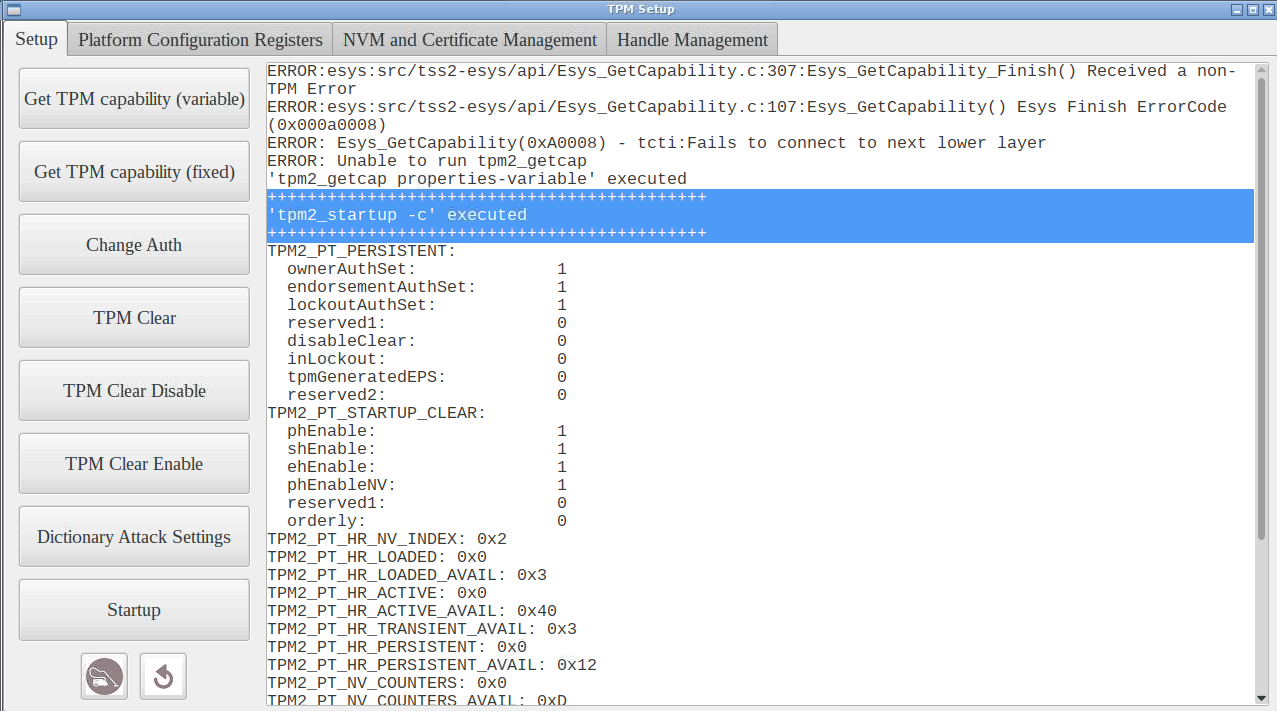 TPM Setup
Setup
Platform Configuration Registers
NVM and Certificate Management
Handle Management
Get TPM capability (variable)
Get TPM capability (fixed)
Change Auth
TPM Clear
TPM Clear Disable
TPM Clear Enable
Dictionary Attack Settings
Startup
ERROR:esys:src/tss2-esys/api/Esys_GetCapability.c:307:Esys_GetCapability_Finish() Received a non-
TPM Error
ERROR:esys:src/tss2-esys/api/Esys_GetCapability.c:107:Esys_GetCapability() Esys Finish ErrorCode
(0x000a0008)
ERROR: Esys_GetCapability(0xA0008) - tcti:Fails to connect to next lower layer
ERROR: Unable to run tpm2_getcap
'tpm2_getcap properties-variable' executed
++++++++++++++++++++++++++++++++++++++++++++
'tpm2_startup -c' executed
++++++++++++++++++++++++++++++++++++++++++++
TPM2_PT_PERSISTENT:
  ownerAuthSet:              1
  endorsementAuthSet:        1
  lockoutAuthSet:            1
  reserved1:                 0
  disableClear:              0
  inLockout:                 0
  tpmGeneratedEPS:           0
  reserved2:                 0
TPM2_PT_STARTUP_CLEAR:
  phEnable:                  1
  shEnable:                  1
  ehEnable:                  1
  phEnableNV:                1
  reserved1:                 0
  orderly:                   0
TPM2_PT_HR_NV_INDEX: 0x2
TPM2_PT_HR_LOADED: 0x0
TPM2_PT_HR_LOADED_AVAIL: 0x3
TPM2_PT_HR_ACTIVE: 0x0
TPM2_PT_HR_ACTIVE_AVAIL: 0x40
TPM2_PT_HR_TRANSIENT_AVAIL: 0x3
TPM2_PT_HR_PERSISTENT: 0x0
TPM2_PT_HR_PERSISTENT_AVAIL: 0x12
TPM2_PT_NV_COUNTERS: 0x0
TPM2_PT_NV_COUNTERS_AVAIL: 0xD